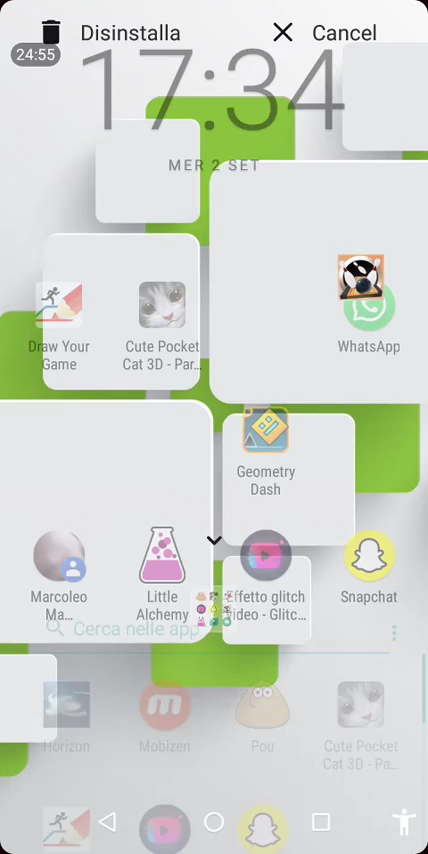 Disinstalla
Cancel
24:55
17:34
MER 2 SET
Draw Your
Game
Cute Pocket
Cat 3D - Par...
WhatsApp
Geometry
Dash
Marcoleo
Ma...
Little
Alchemy
Effetto glitch
Video - Glitc...
Snapchat
Cerca nelle app
Horizon
Mobizen
Pou
Cute Pocket
Cat 3D - Pa...